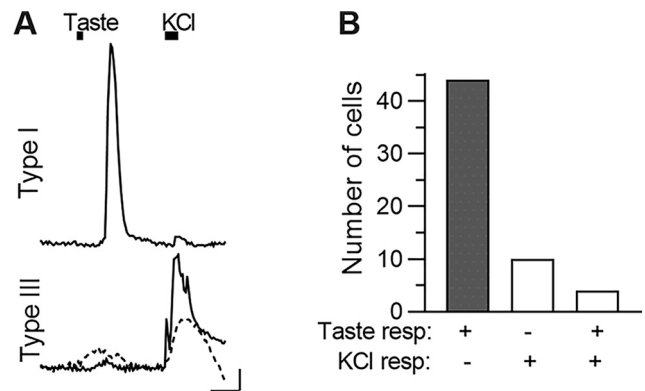 A
Taste KCl
Type I
Type III
B
Number of cells
40
30
20
10
0
Taste resp: + - +
KCl resp: - + +